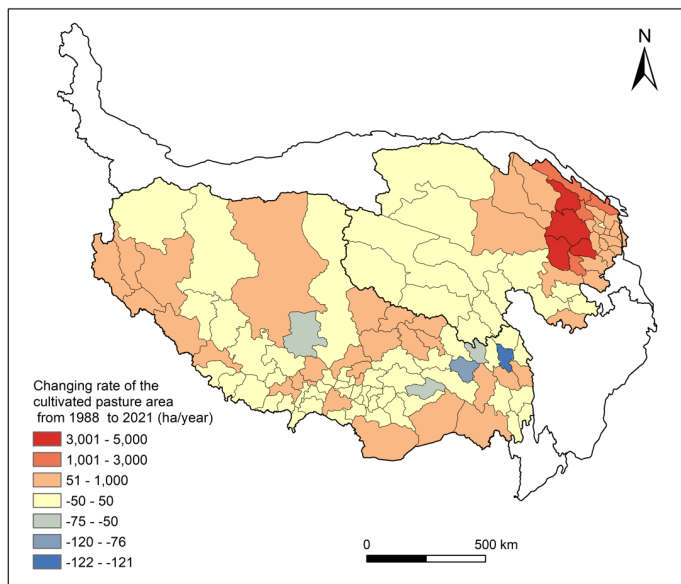 N
Changing rate of the
cultivated pasture area
from 1988 to 2021 (ha/year)
3,001 - 5,000
1,001 - 3,000
51 - 1,000
-50 - 50
-75 - -50
-120 - -76
-122 - -121
0 500 km